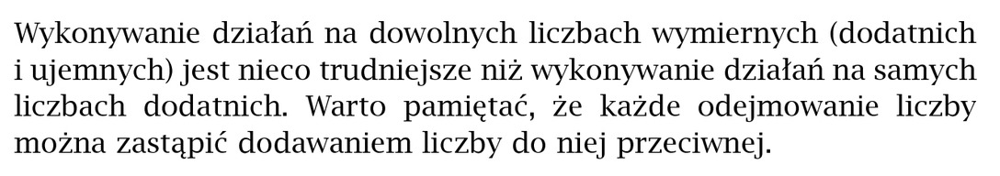 Wykonywanie działań na dowolnych liczbach wymiernych (dodatnich
i ujemnych) jest nieco trudniejsze niż wykonywanie działań na samych
liczbach dodatnich. Warto pamiętać, że każde odejmowanie liczby
można zastąpić dodawaniem liczby do niej przeciwnej.